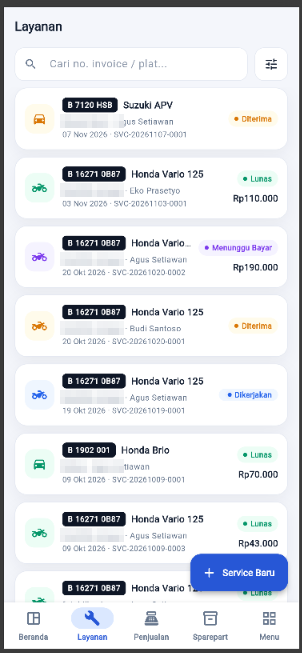 Layanan
Cari no. invoice / plat...
B 7120 HSB Suzuki APV
Setiawan
Diterima
07 Nov 2026 · SVC-20261107-0001
B 16271 0B87 Honda Vario 125
Lunas
· Eko Prasetyo
Rp110.000
03 Nov 2026 · SVC-20261103-0001
B 16271 0B87 Honda Vario...
Menunggu Bayar
· Agus Setiawan
Rp190.000
20 Okt 2026 · SVC-20261020-0002
B 16271 0B87 Honda Vario 125
· Budi Santoso
Diterima
20 Okt 2026 · SVC-20261020-0001
B 16271 0B87 Honda Vario 125
· Agus Setiawan
Dikerjakan
19 Okt 2026 · SVC-20261019-0001
B 1902 001 Honda Brio
Lunas
Rp70.000
09 Okt 2026 · SVC-20261009-0001
B 16271 0B87 Honda Vario 125
Lunas
· Agus Setiawan
Rp43.000
09 Okt 2026 · SVC-20261009-0003
+ Service Baru
B 16271 0B87 Honda Vario 125
Lunas
Beranda Layanan Penjualan Sparepart Menu